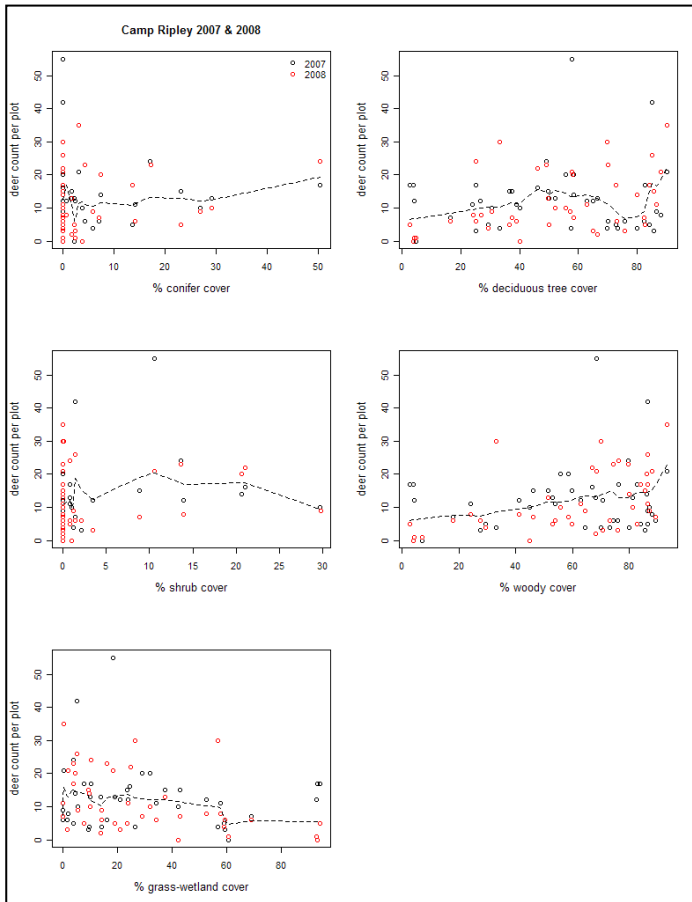 Camp Ripley 2007 & 2008
deer count per plot
0 10 20 30 40 50
2007
2008
0 10 20 30 40 50
% conifer cover
deer count per plot
0 10 20 30 40 50
0 20 40 60 80
% deciduous tree cover
deer count per plot
0 10 20 30 40 50
0 5 10 15 20 25 30
% shrub cover
deer count per plot
0 10 20 30 40 50
0 20 40 60 80
% woody cover
deer count per plot
0 10 20 30 40 50
0 20 40 60 80
% grass-wetland cover